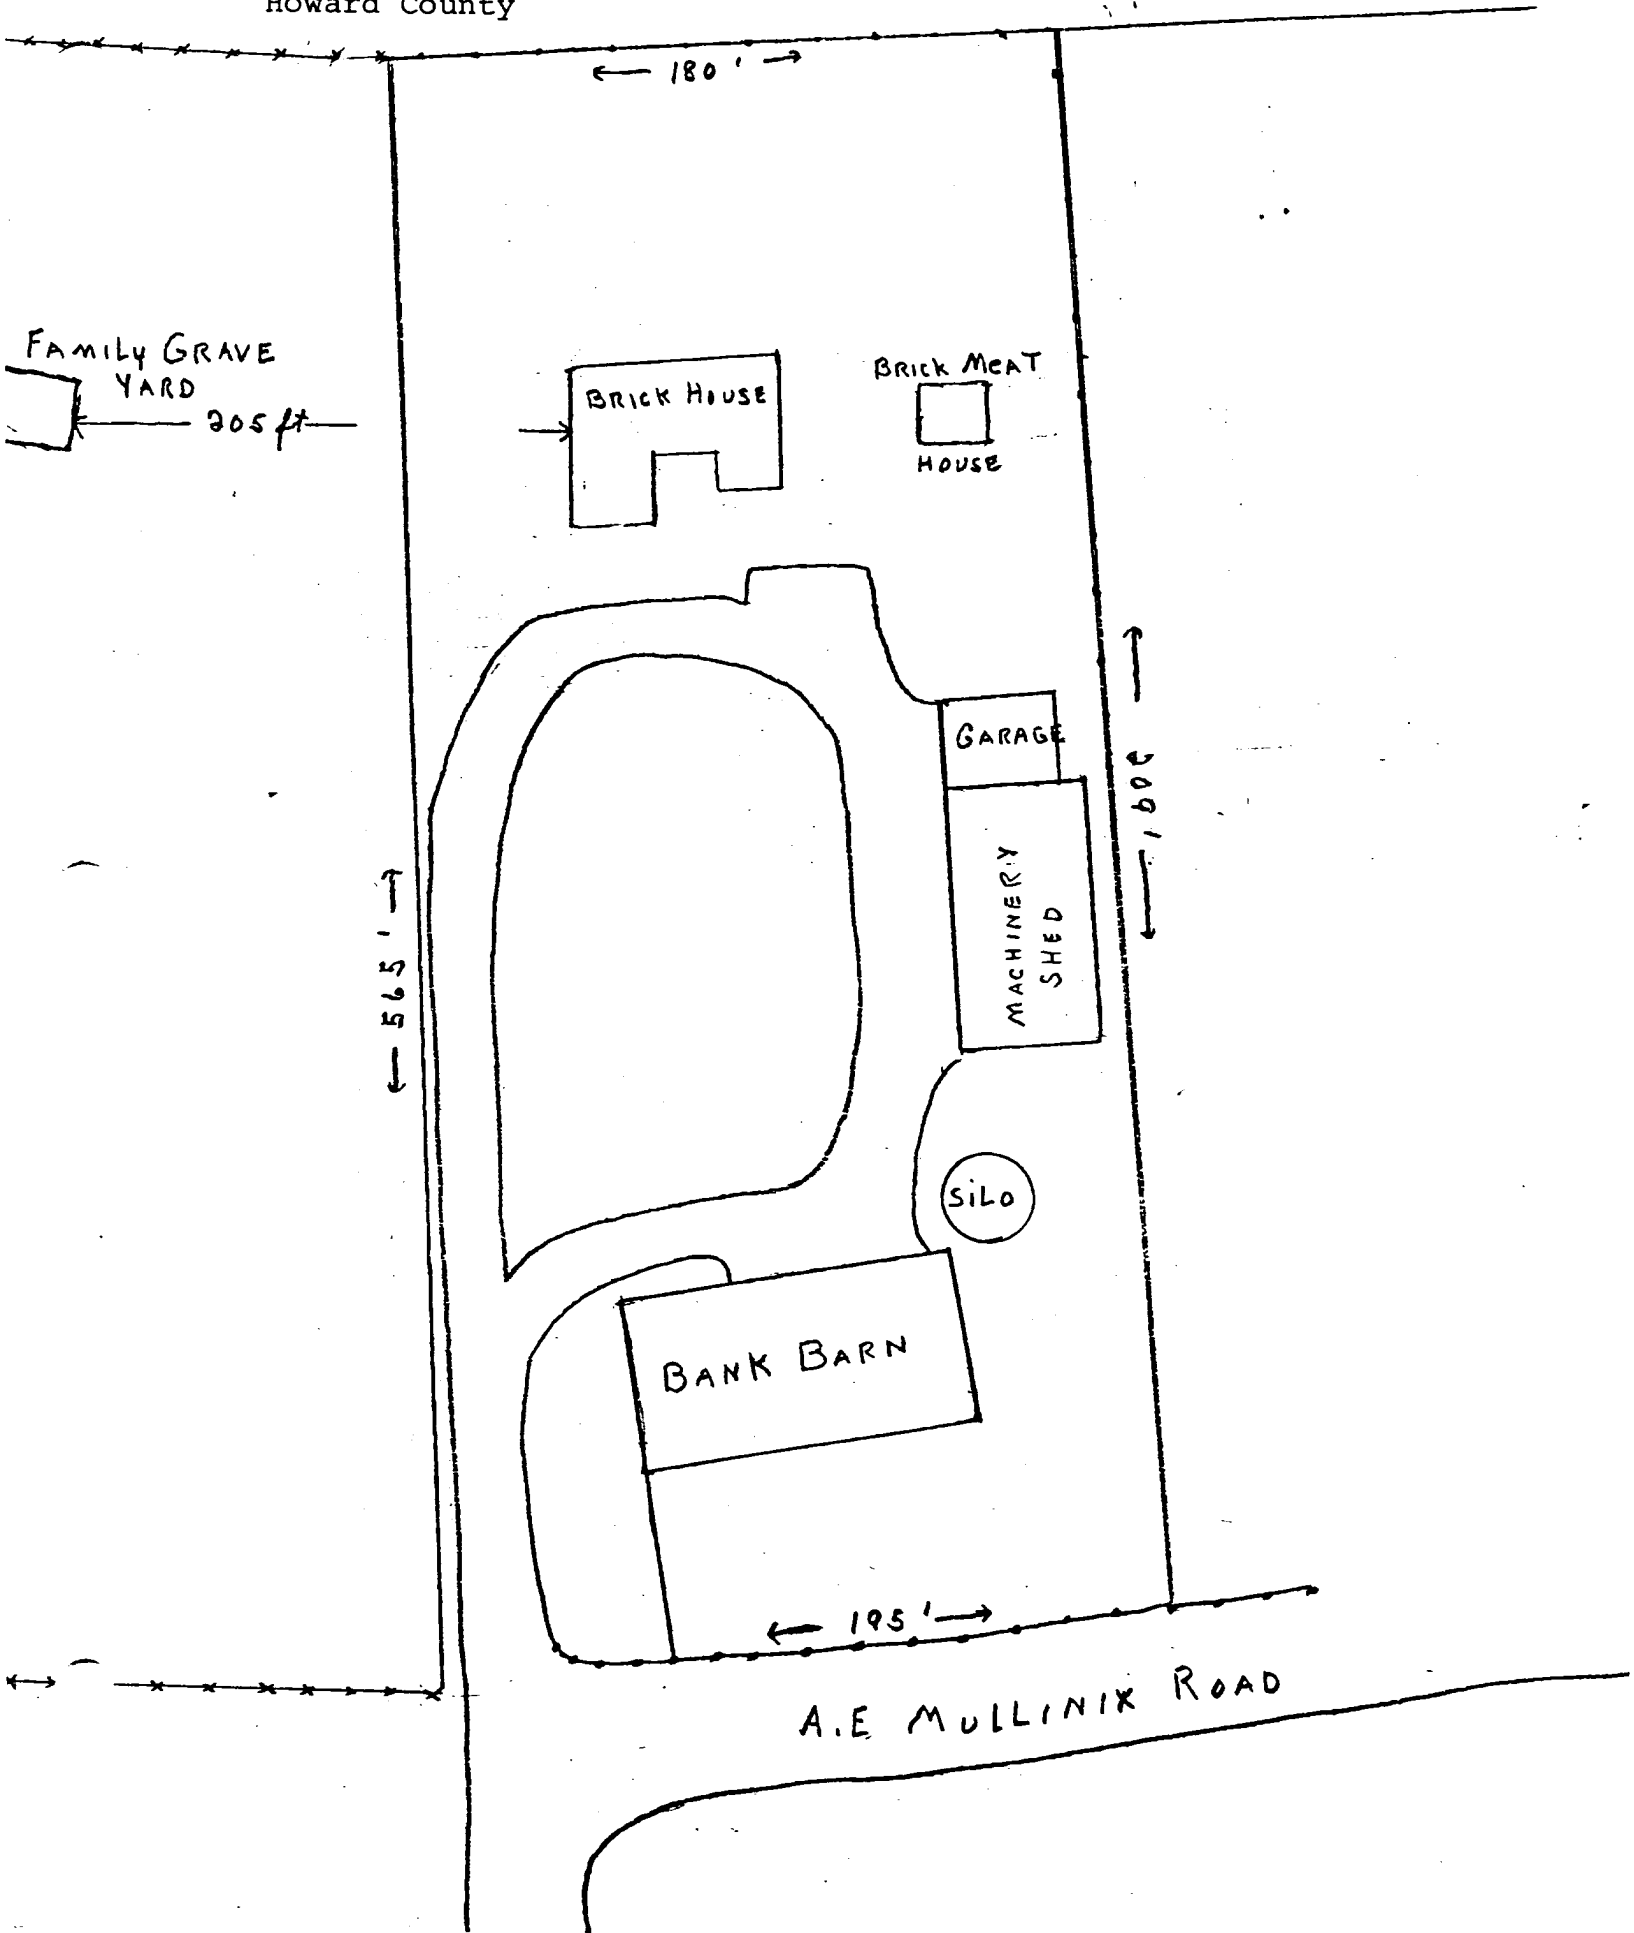 Howard County
180'
FAMILY GRAVE
YARD
205 ft
BRICK HOUSE
BRICK MEAT
HOUSE
GARAGE
MACHINERY
SHED
565'
SILO
BANK BARN
195'
A.E MULLINIX ROAD